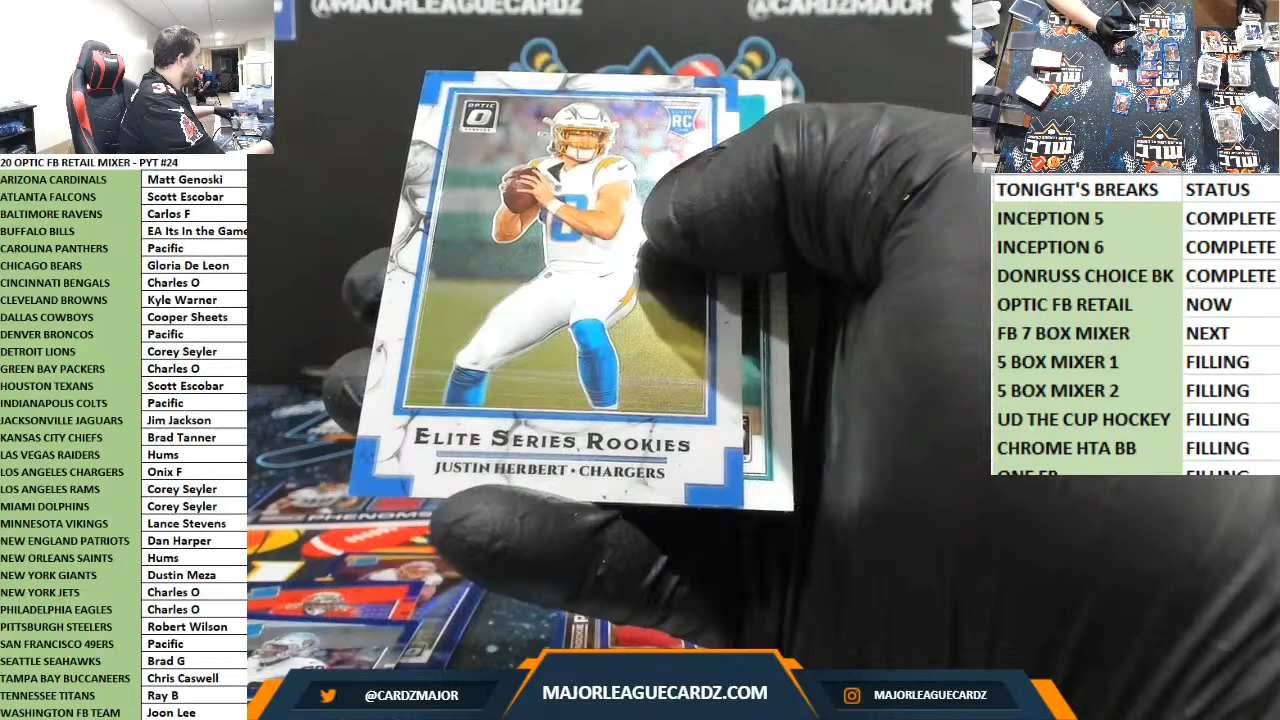 @MAJORLEAGUECARDZ
@CARDZMAJOR
20 OPTIC FB RETAIL MIXER - PYT #24
ARIZONA CARDINALS Matt Genoski
ATLANTA FALCONS Scott Escobar
BALTIMORE RAVENS Carlos F
BUFFALO BILLS EA Its In the Game
CAROLINA PANTHERS Pacific
CHICAGO BEARS Gloria De Leon
CINCINNATI BENGALS Charles O
CLEVELAND BROWNS Kyle Warner
DALLAS COWBOYS Cooper Sheets
DENVER BRONCOS Pacific
DETROIT LIONS Corey Seyler
GREEN BAY PACKERS Charles O
HOUSTON TEXANS Scott Escobar
INDIANAPOLIS COLTS Pacific
JACKSONVILLE JAGUARS Jim Jackson
KANSAS CITY CHIEFS Brad Tanner
LAS VEGAS RAIDERS Hums
LOS ANGELES CHARGERS Onix F
LOS ANGELES RAMS Corey Seyler
MIAMI DOLPHINS Corey Seyler
MINNESOTA VIKINGS Lance Stevens
NEW ENGLAND PATRIOTS Dan Harper
NEW ORLEANS SAINTS Hums
NEW YORK GIANTS Dustin Meza
NEW YORK JETS Charles O
PHILADELPHIA EAGLES Charles O
PITTSBURGH STEELERS Robert Wilson
SAN FRANCISCO 49ERS Pacific
SEATTLE SEAHAWKS Brad G
TAMPA BAY BUCCANEERS Chris Caswell
TENNESSEE TITANS Ray B
WASHINGTON FB TEAM Joon Lee
OPTIC
RC
ELITE SERIES ROOKIES
JUSTIN HERBERT • CHARGERS
PHENOMS
TONIGHT'S BREAKS STATUS
INCEPTION 5 COMPLETE
INCEPTION 6 COMPLETE
DONRUSS CHOICE BK COMPLETE
OPTIC FB RETAIL NOW
FB 7 BOX MIXER NEXT
5 BOX MIXER 1 FILLING
5 BOX MIXER 2 FILLING
UD THE CUP HOCKEY FILLING
CHROME HTA BB FILLING
ONE FB FILLING
@CARDZMAJOR
MAJORLEAGUECARDZ.COM
MAJORLEAGUECARDZ